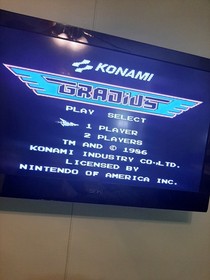 KONAMI
GRADIUS
PLAY SELECT
1 PLAYER
2 PLAYERS
TM AND © 1986
KONAMI INDUSTRY CO.,LTD.
LICENSED BY
NINTENDO OF AMERICA INC.